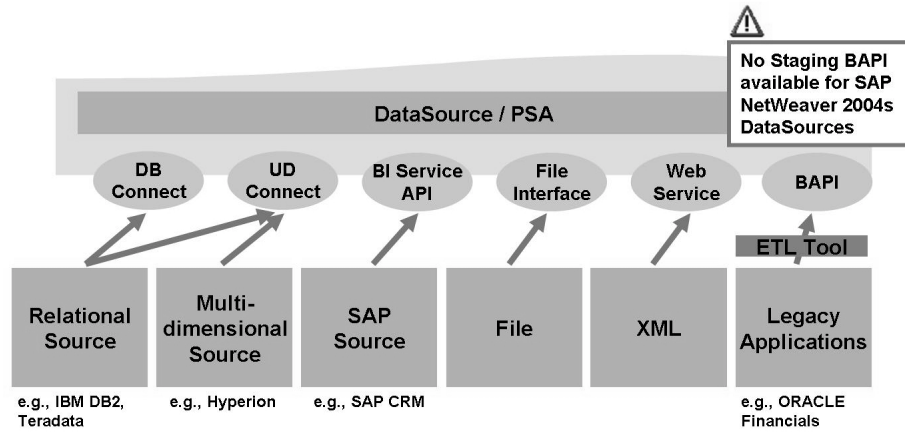 No Staging BAPI
available for SAP
NetWeaver 2004s
DataSources
DataSource / PSA
DB
Connect
UD
Connect
BI Service
API
File
Interface
Web
Service
BAPI
ETL Tool
Relational
Source
Multi-
dimensional
Source
SAP
Source
File
XML
Legacy
Applications
e.g., IBM DB2,
Teradata
e.g., Hyperion
e.g., SAP CRM
e.g., ORACLE
Financials